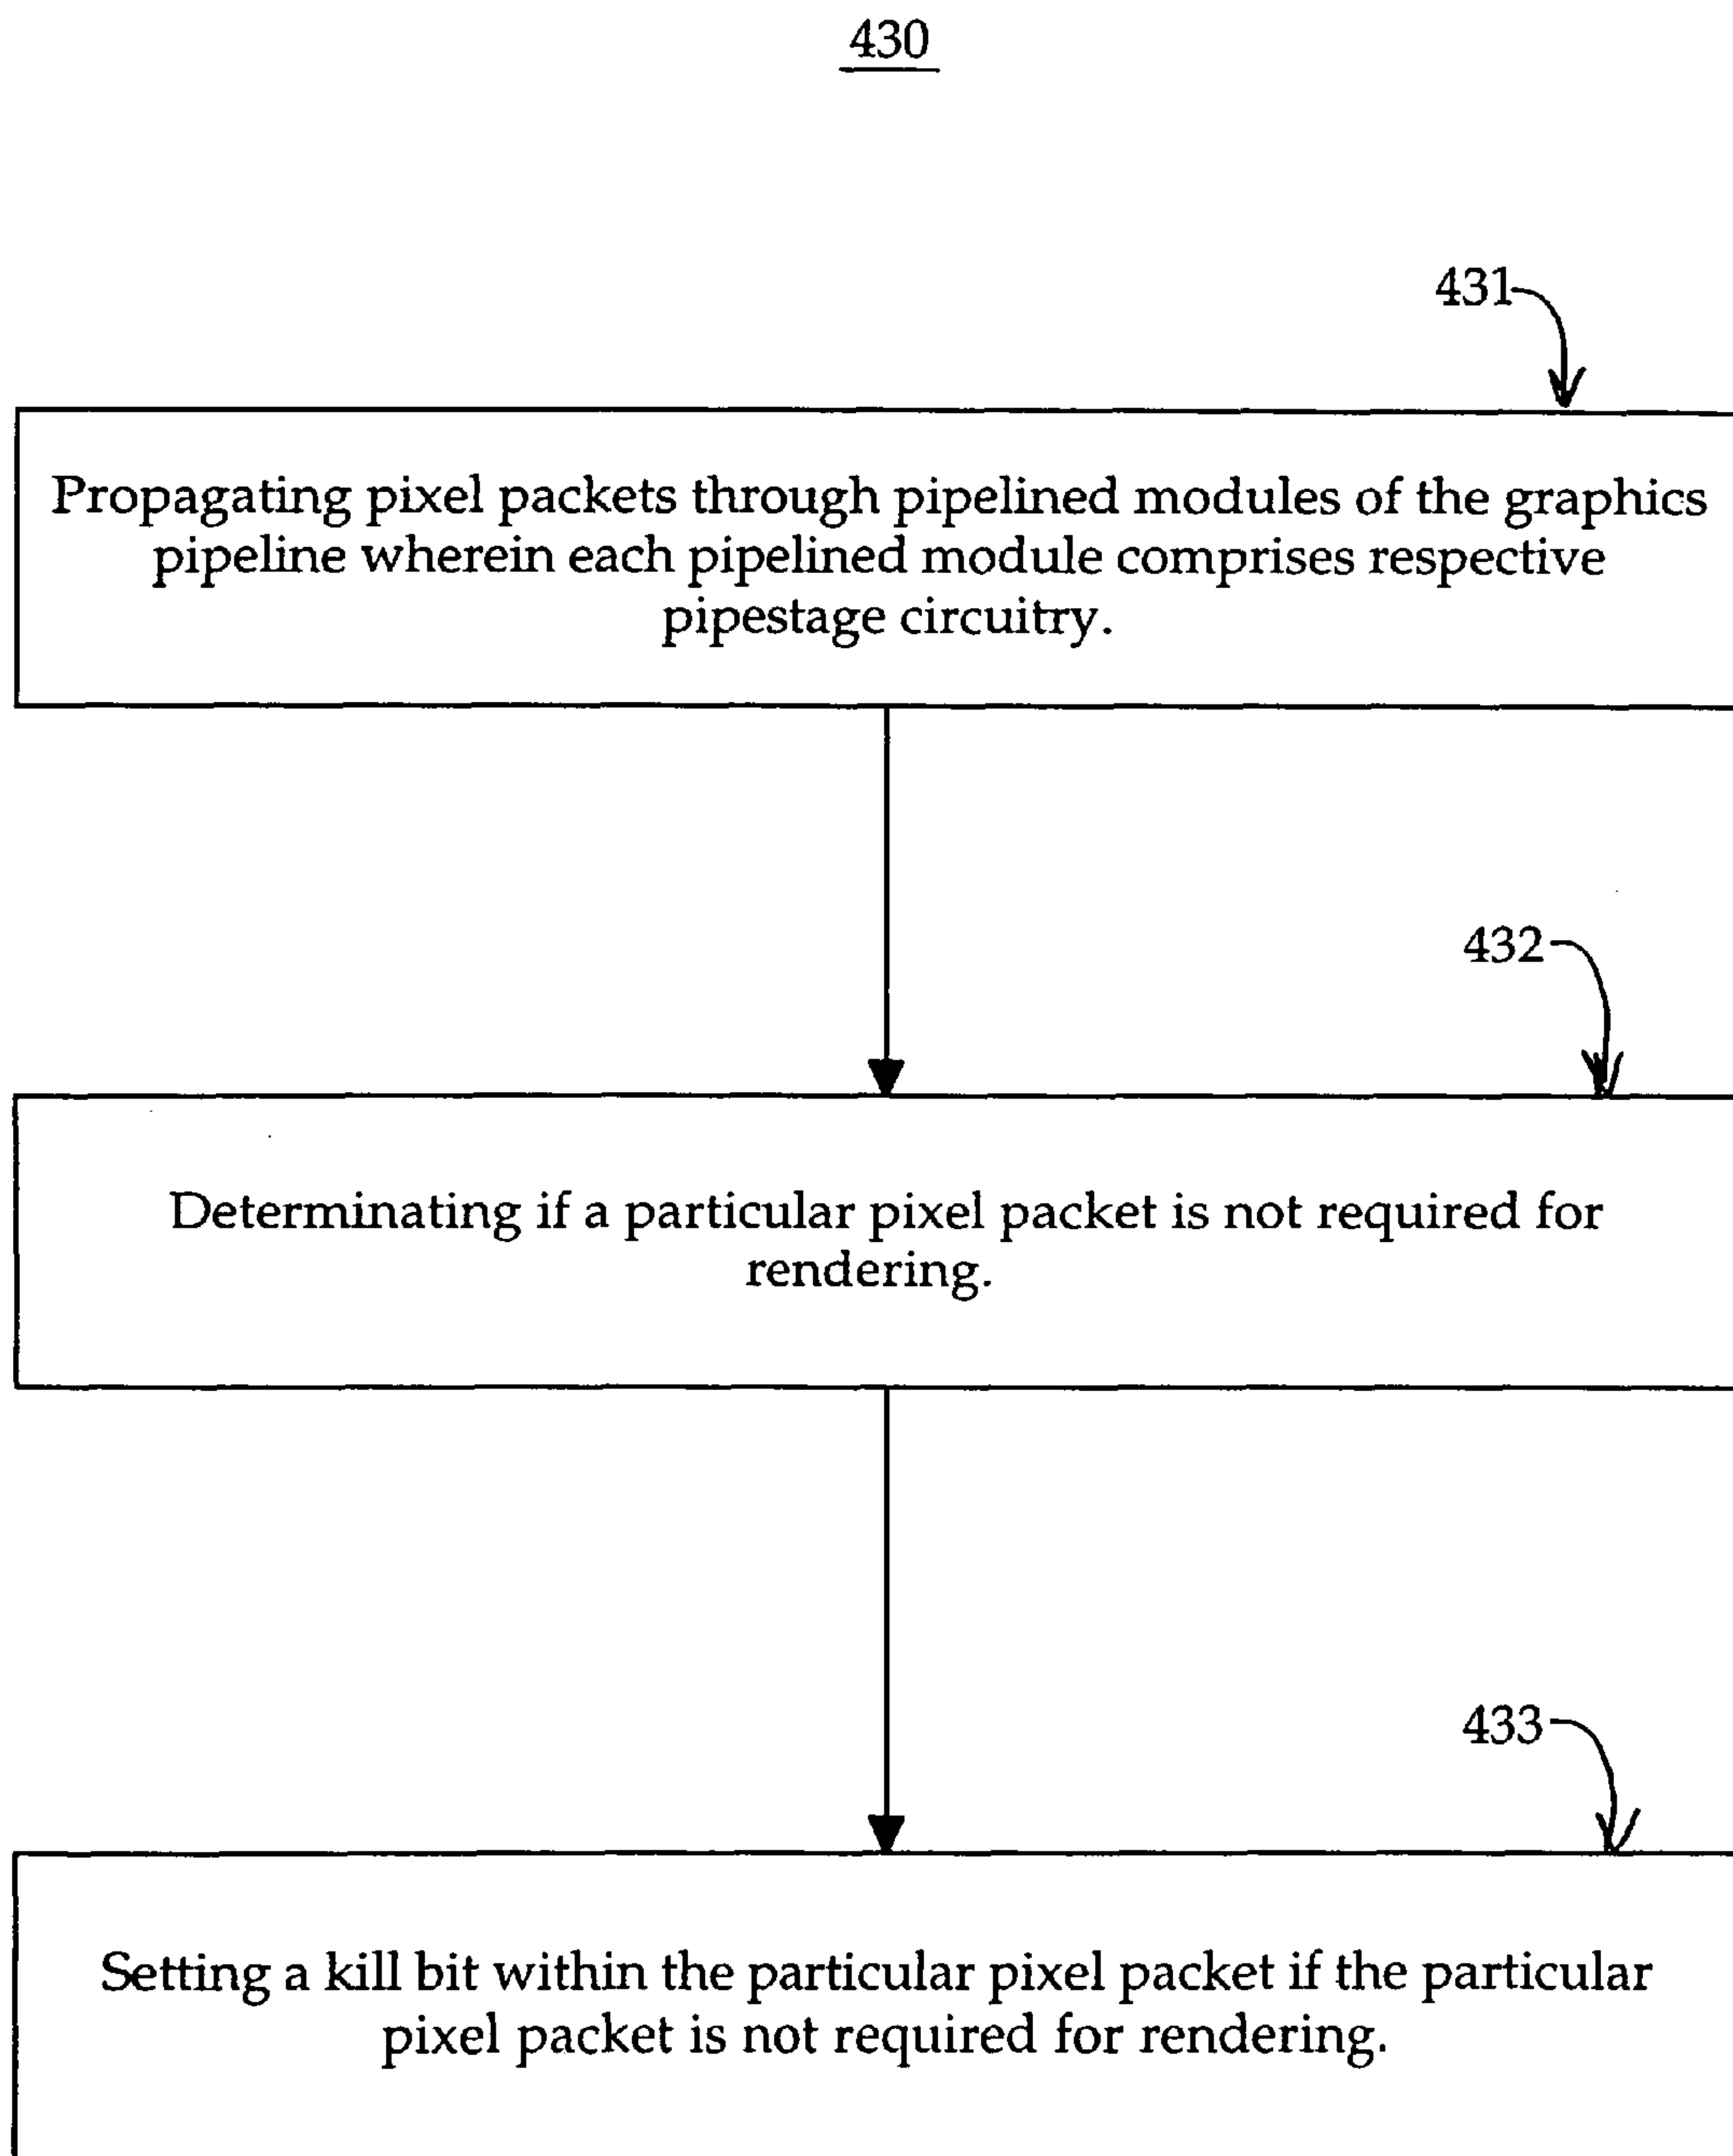 430
431
Propagating pixel packets through pipelined modules of the graphics
pipeline wherein each pipelined module comprises respective
pipestage circuitry.
432
Determinating if a particular pixel packet is not required for
rendering.
433
Setting a kill bit within the particular pixel packet if the particular
pixel packet is not required for rendering.